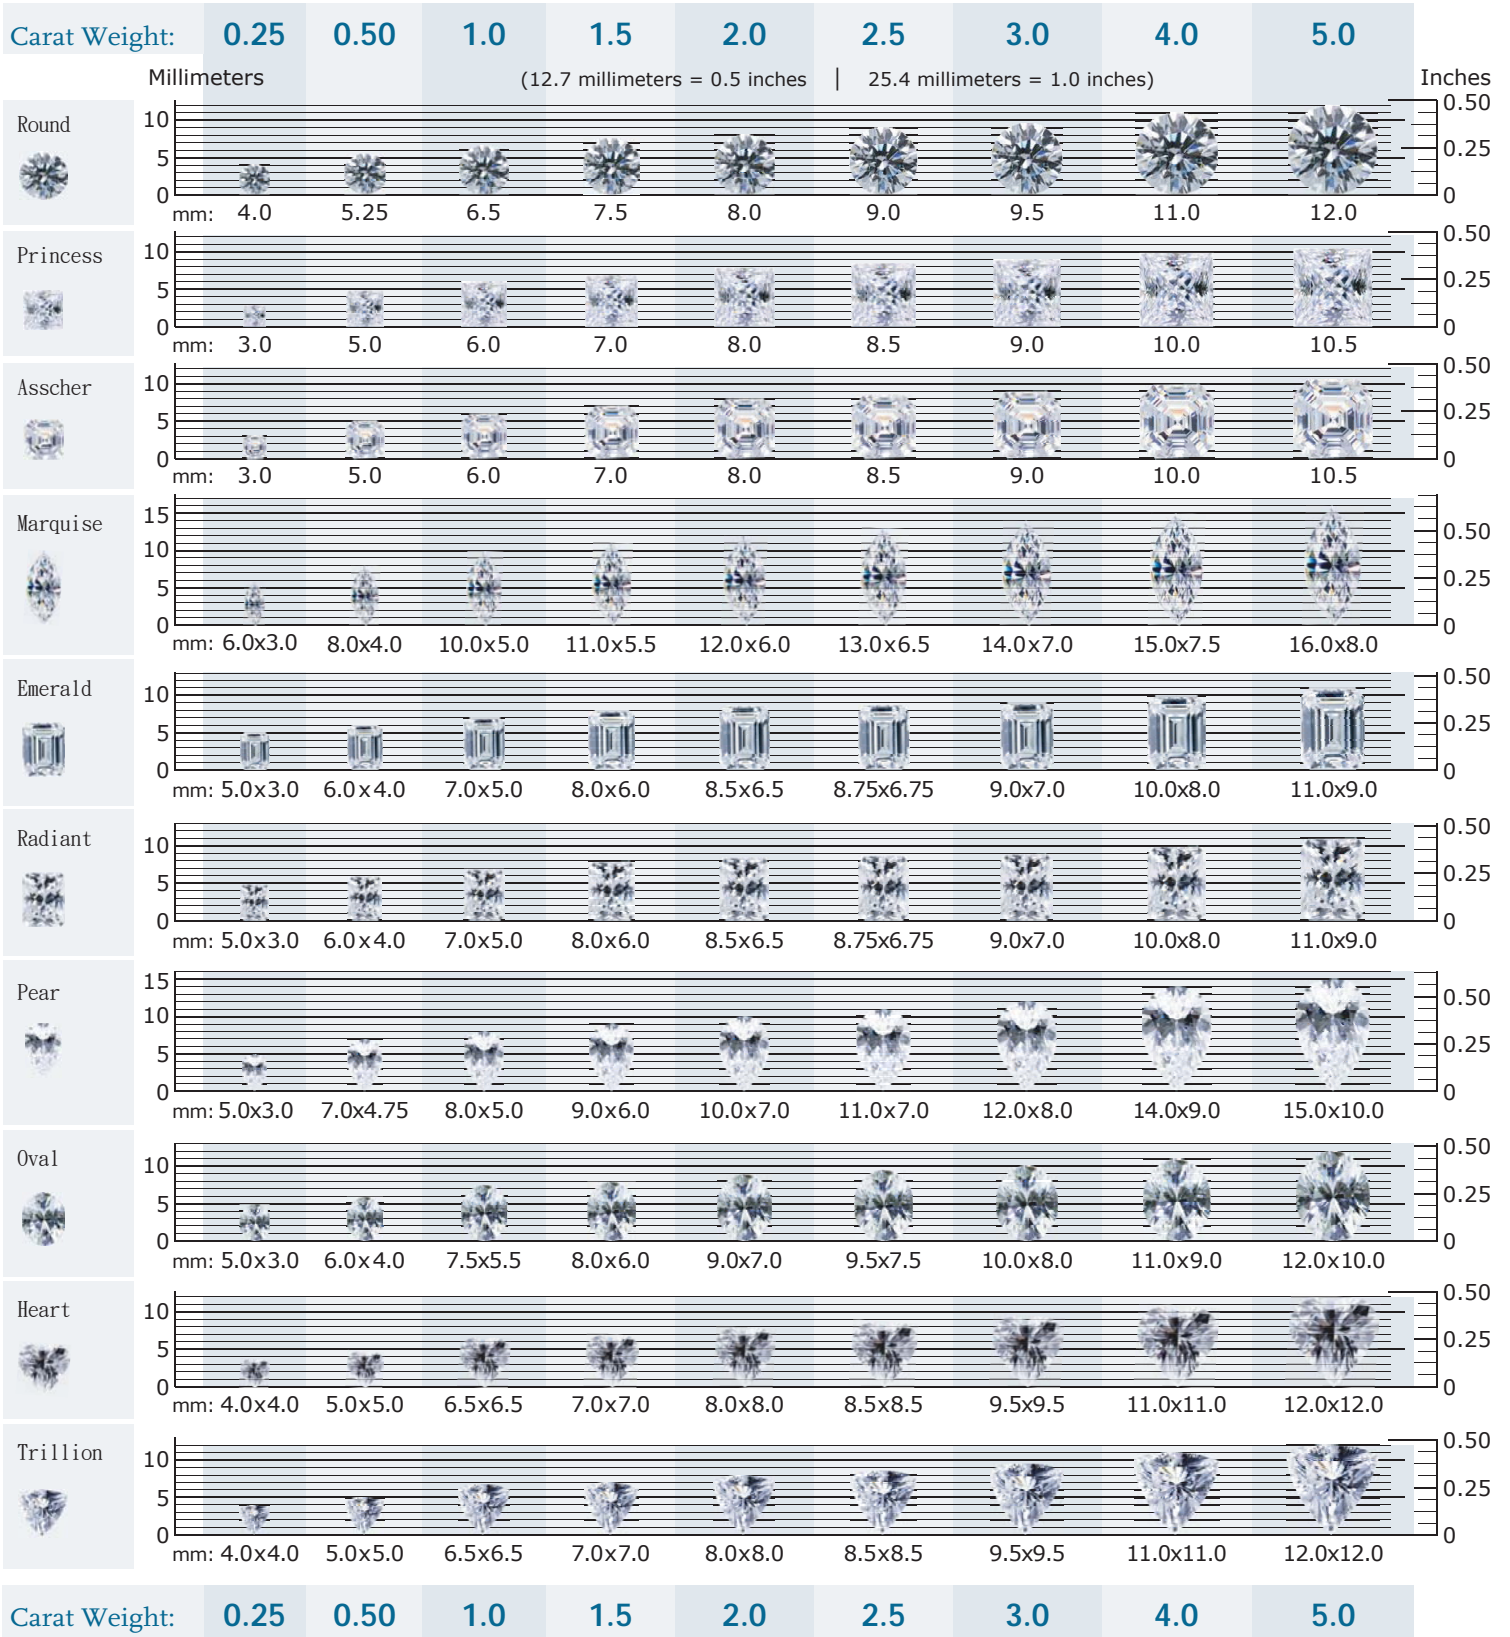 Carat Weight: 0.25 0.50 1.0 1.5 2.0 2.5 3.0 4.0 5.0
Millimeters (12.7 millimeters = 0.5 inches | 25.4 millimeters = 1.0 inches) Inches
Round
10
5
0
0.50
0.25
0
mm: 4.0 5.25 6.5 7.5 8.0 9.0 9.5 11.0 12.0
Princess
10
5
0
0.50
0.25
0
mm: 3.0 5.0 6.0 7.0 8.0 8.5 9.0 10.0 10.5
Asscher
10
5
0
0.50
0.25
0
mm: 3.0 5.0 6.0 7.0 8.0 8.5 9.0 10.0 10.5
Marquise
15
10
5
0
0.50
0.25
0
mm: 6.0x3.0 8.0x4.0 10.0x5.0 11.0x5.5 12.0x6.0 13.0x6.5 14.0x7.0 15.0x7.5 16.0x8.0
Emerald
10
5
0
0.50
0.25
0
mm: 5.0x3.0 6.0x4.0 7.0x5.0 8.0x6.0 8.5x6.5 8.75x6.75 9.0x7.0 10.0x8.0 11.0x9.0
Radiant
10
5
0
0.50
0.25
0
mm: 5.0x3.0 6.0x4.0 7.0x5.0 8.0x6.0 8.5x6.5 8.75x6.75 9.0x7.0 10.0x8.0 11.0x9.0
Pear
15
10
5
0
0.50
0.25
0
mm: 5.0x3.0 7.0x4.75 8.0x5.0 9.0x6.0 10.0x7.0 11.0x7.0 12.0x8.0 14.0x9.0 15.0x10.0
Oval
10
5
0
0.50
0.25
0
mm: 5.0x3.0 6.0x4.0 7.5x5.5 8.0x6.0 9.0x7.0 9.5x7.5 10.0x8.0 11.0x9.0 12.0x10.0
Heart
10
5
0
0.50
0.25
0
mm: 4.0x4.0 5.0x5.0 6.5x6.5 7.0x7.0 8.0x8.0 8.5x8.5 9.5x9.5 11.0x11.0 12.0x12.0
Trillion
10
5
0
0.50
0.25
0
mm: 4.0x4.0 5.0x5.0 6.5x6.5 7.0x7.0 8.0x8.0 8.5x8.5 9.5x9.5 11.0x11.0 12.0x12.0
Carat Weight: 0.25 0.50 1.0 1.5 2.0 2.5 3.0 4.0 5.0